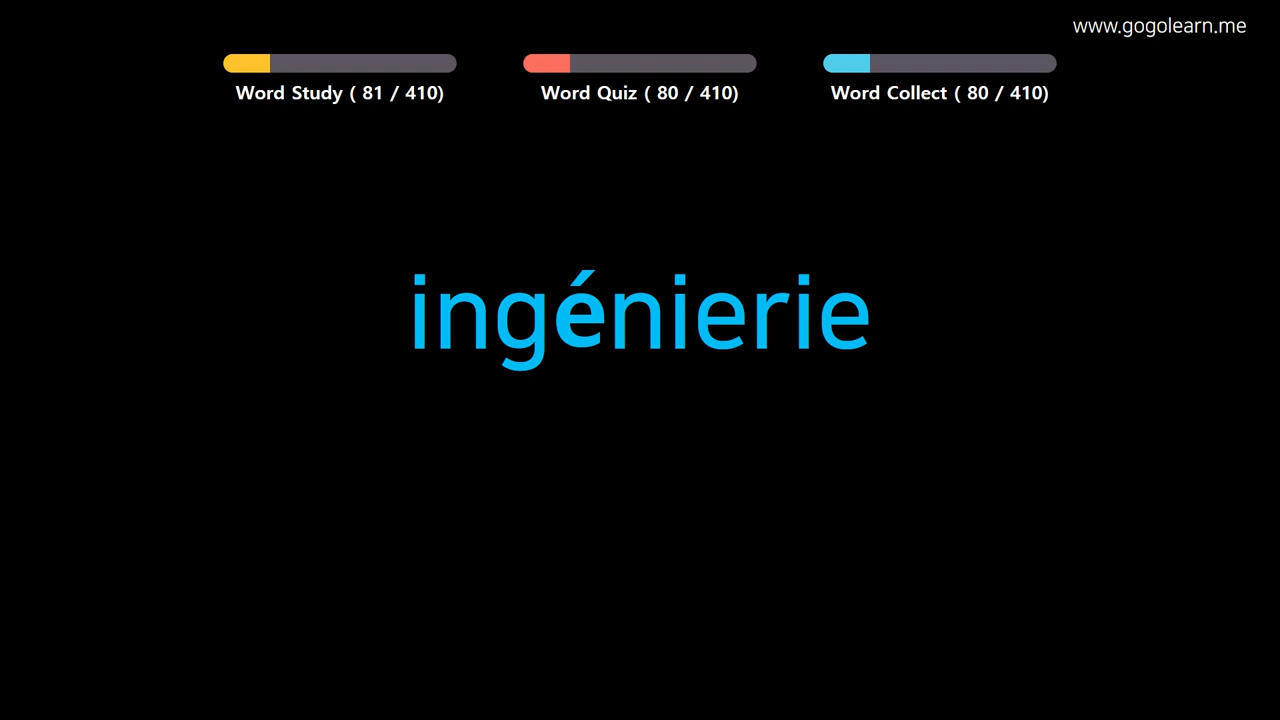 www.gogolearn.me
Word Study ( 81 / 410)
Word Quiz ( 80 / 410)
Word Collect ( 80 / 410)
ingénierie